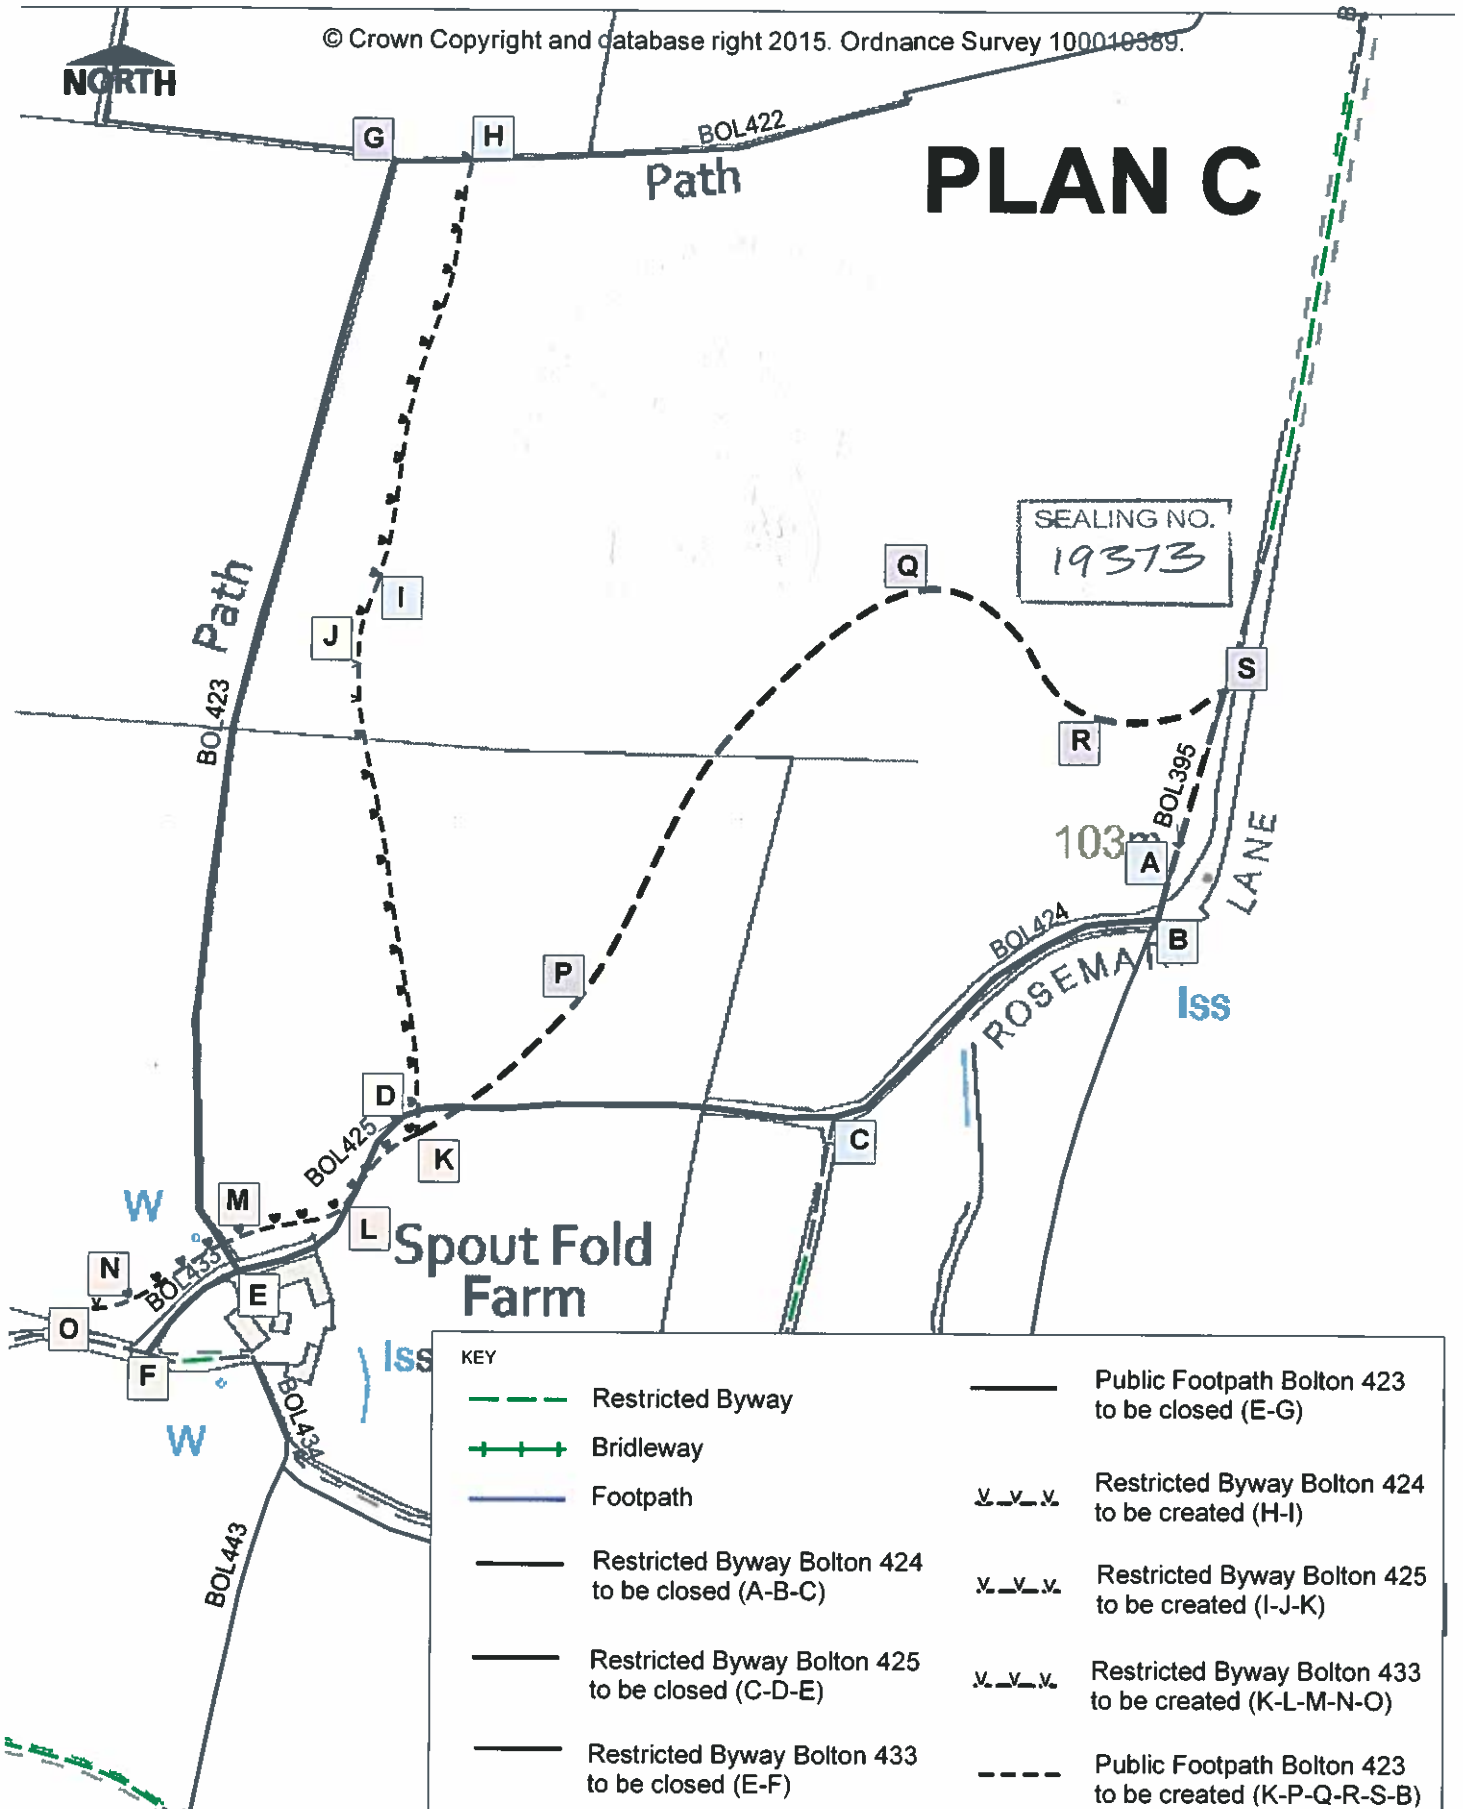 © Crown Copyright and database right 2015. Ordnance Survey 100019389.
NORTH
G
H
BOL422
Path
PLAN C
SEALING NO.
19373
Q
I
J
Path
BOL423
S
R
BOL395
103m
A
LANE
BOL424
B
P
Iss
D
BOL425
C
K
M
W
L
Spout Fold
Farm
N
BOL433
E
O
F
Iss
W
BOL434
BOL443
KEY
Restricted Byway
Bridleway
Footpath
Restricted Byway Bolton 424
to be closed (A-B-C)
Restricted Byway Bolton 425
to be closed (C-D-E)
Restricted Byway Bolton 433
to be closed (E-F)
Public Footpath Bolton 423
to be closed (E-G)
Restricted Byway Bolton 424
to be created (H-I)
Restricted Byway Bolton 425
to be created (I-J-K)
Restricted Byway Bolton 433
to be created (K-L-M-N-O)
Public Footpath Bolton 423
to be created (K-P-Q-R-S-B)